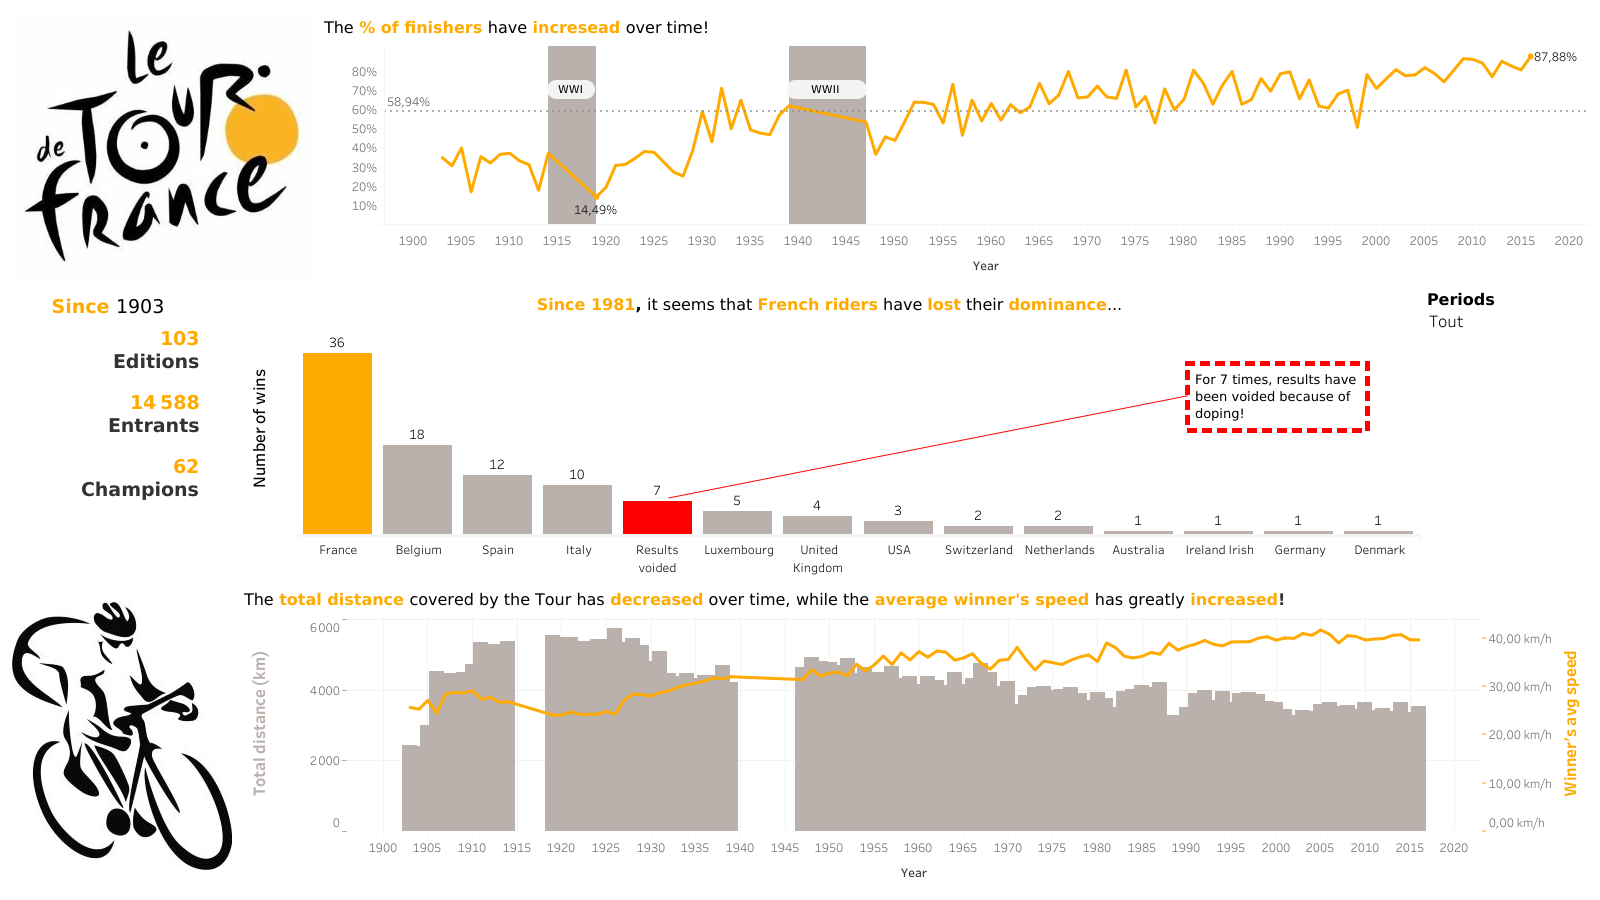 Le
TOUR
de
FRANCE
The % of finishers have incresead over time!
80%
70%
60%
50%
40%
30%
20%
10%
58,94%
WWI
WWII
87,88%
14,49%
1900 1905 1910 1915 1920 1925 1930 1935 1940 1945 1950 1955 1960 1965 1970 1975 1980 1985 1990 1995 2000 2005 2010 2015 2020
Year
Since 1903
103
Editions
14 588
Entrants
62
Champions
Since 1981, it seems that French riders have lost their dominance...
Periods
Tout
Number of wins
36
18
12
10
7
5
4
3
2
2
1
1
1
1
For 7 times, results have
been voided because of
doping!
France Belgium Spain Italy Results Luxembourg United USA Switzerland Netherlands Australia Ireland Irish Germany Denmark
voided Kingdom
The total distance covered by the Tour has decreased over time, while the average winner's speed has greatly increased!
Total distance (km)
6 000
4 000
2 000
0
40,00 km/h
30,00 km/h
20,00 km/h
10,00 km/h
0,00 km/h
Winner's avg speed
1900 1905 1910 1915 1920 1925 1930 1935 1940 1945 1950 1955 1960 1965 1970 1975 1980 1985 1990 1995 2000 2005 2010 2015 2020
Year